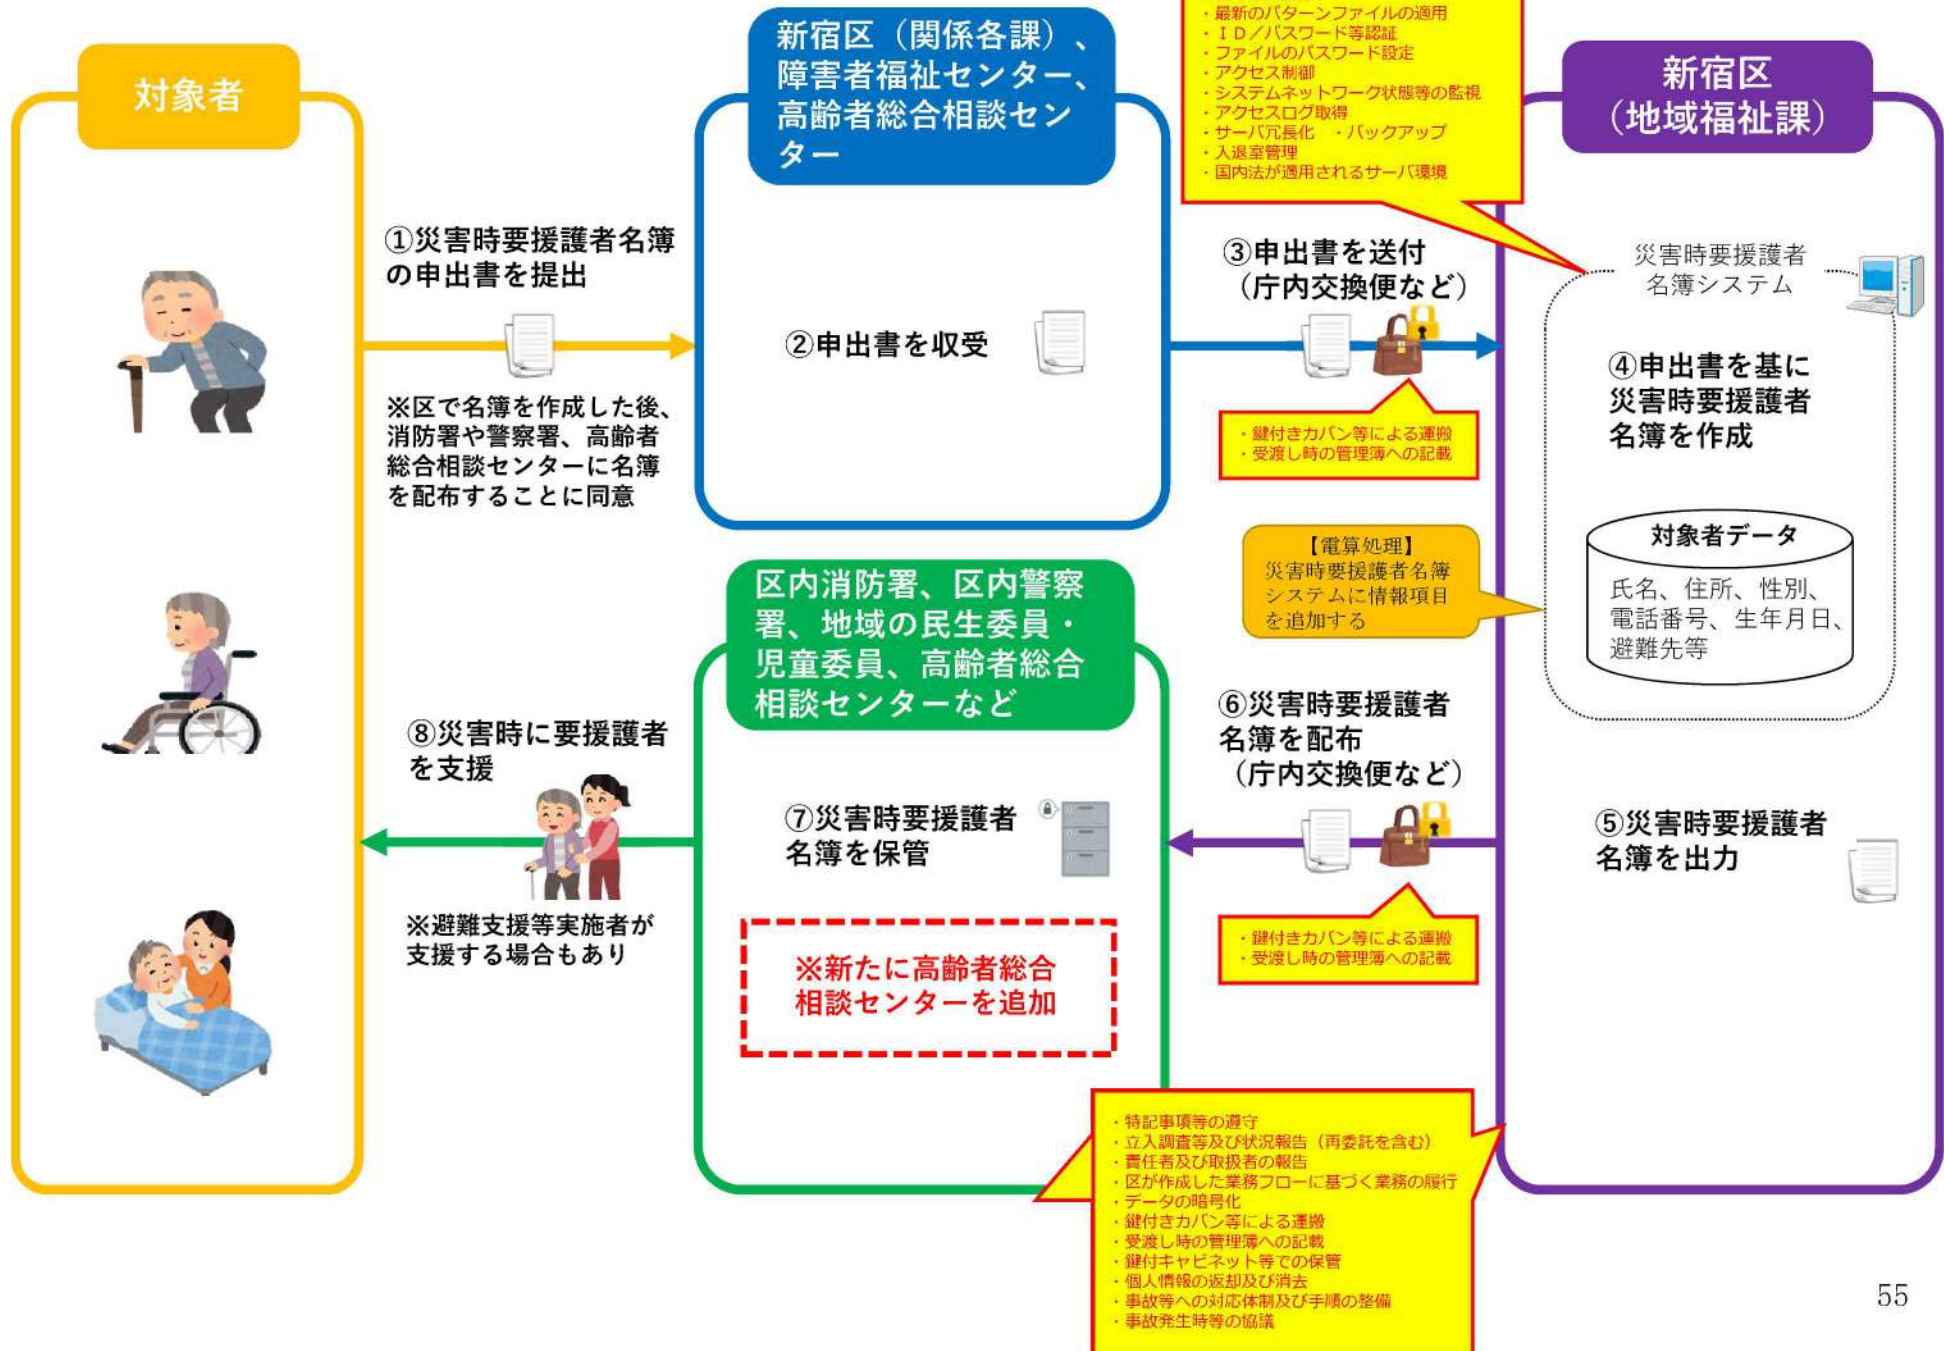 対象者
①災害時要援護者名簿
の申出書を提出
※区で名簿を作成した後、
消防署や警察署、高齢者
総合相談センターに名簿
を配布することに同意
新宿区（関係各課）、
障害者福祉センター、
高齢者総合相談セン
ター
②申出書を収受
・最新のパターンファイルの適用
・ＩＤ／パスワード等認証
・ファイルのパスワード設定
・アクセス制御
・システムネットワーク状態等の監視
・アクセスログ取得
・サーバ冗長化　・バックアップ
・入退室管理
・国内法が適用されるサーバ環境
③申出書を送付
（庁内交換便など）
・鍵付きカバン等による運搬
・受渡し時の管理簿への記載
新宿区
（地域福祉課）
災害時要援護者
名簿システム
④申出書を基に
災害時要援護者
名簿を作成
対象者データ
氏名、住所、性別、
電話番号、生年月日、
避難先等
【電算処理】
災害時要援護者名簿
システムに情報項目
を追加する
⑤災害時要援護者
名簿を出力
⑥災害時要援護者
名簿を配布
（庁内交換便など）
・鍵付きカバン等による運搬
・受渡し時の管理簿への記載
区内消防署、区内警察
署、地域の民生委員・
児童委員、高齢者総合
相談センターなど
⑦災害時要援護者
名簿を保管
※新たに高齢者総合
相談センターを追加
⑧災害時に要援護者
を支援
※避難支援等実施者が
支援する場合もあり
・特記事項等の遵守
・立入調査等及び状況報告（再委託を含む）
・責任者及び取扱者の報告
・区が作成した業務フローに基づく業務の履行
・データの暗号化
・鍵付きカバン等による運搬
・受渡し時の管理簿への記載
・鍵付キャビネット等での保管
・個人情報の返却及び消去
・事故等への対応体制及び手順の整備
・事故発生時等の協議
55